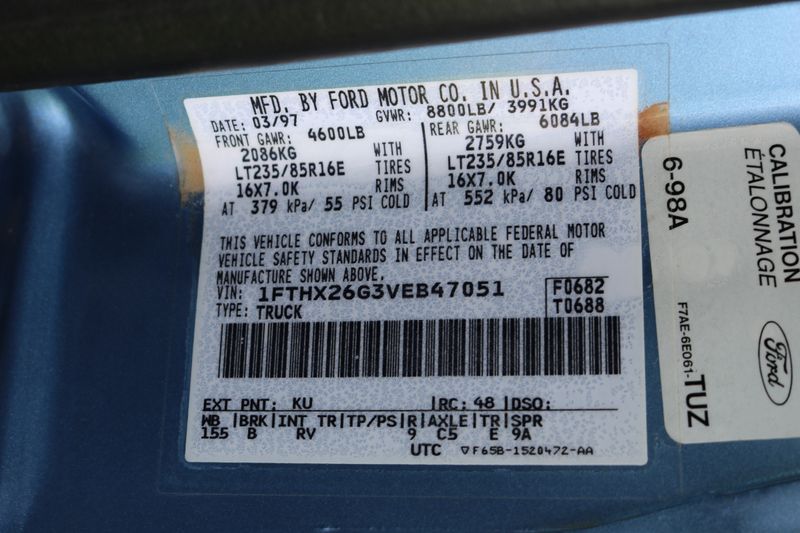 MFD. BY FORD MOTOR CO. IN U.S.A.
DATE: 03/97 GVWR: 8800LB/ 3991KG
FRONT GAWR: 4600LB
2086KG WITH
LT235/85R16E TIRES
16X7.0K RIMS
AT 379 kPa/ 55 PSI COLD
REAR GAWR: 6084LB
2759KG WITH
LT235/85R16E TIRES
16X7.0K RIMS
AT 552 kPa/ 80 PSI COLD
THIS VEHICLE CONFORMS TO ALL APPLICABLE FEDERAL MOTOR
VEHICLE SAFETY STANDARDS IN EFFECT ON THE DATE OF
MANUFACTURE SHOWN ABOVE.
VIN: 1FTHX26G3VEB47051 F0682
TYPE: TRUCK T0688
EXT PNT: KU |RC: 48 |DSO:
WB |BRK|INT TR|TP/PS|R|AXLE|TR|SPR
155 B RV 9 C5 E 9A
UTC ▽F65B-1520472-AA
CALIBRATION
ÉTALONNAGE
6-98A
Ford
F7AE-6E061-TUZ